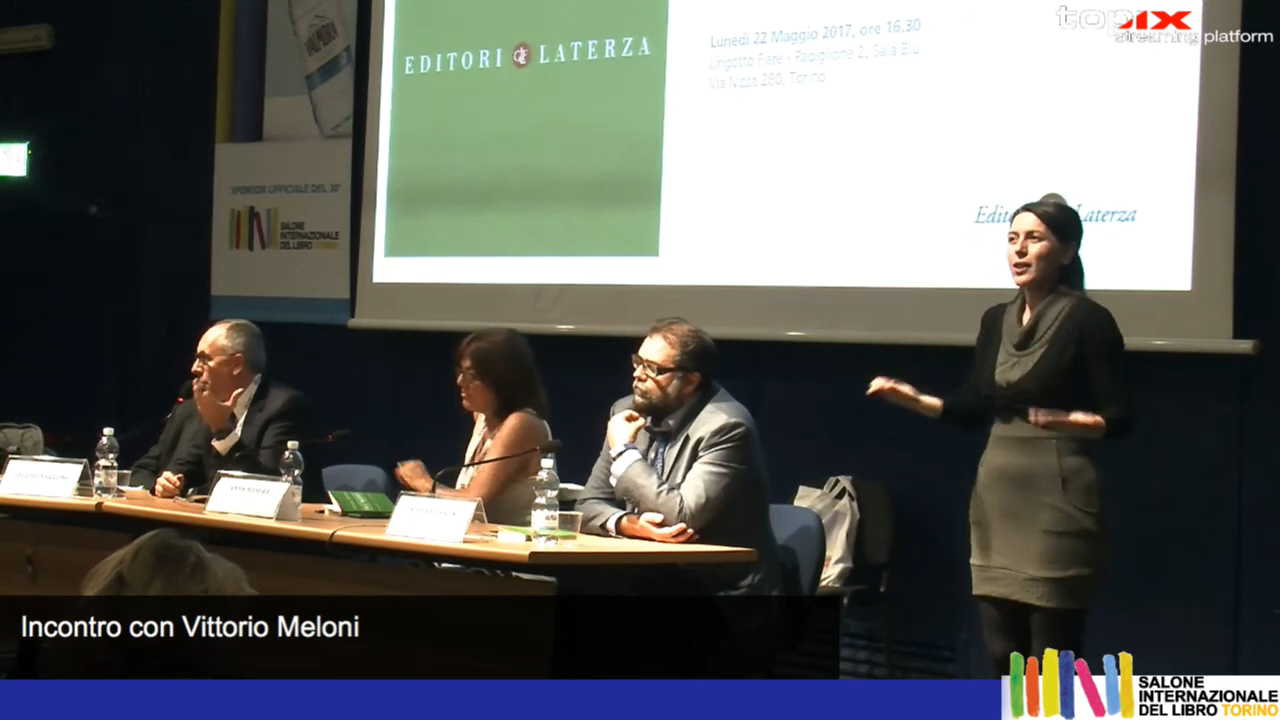 topix
streaming platform
EDITORI LATERZA
Lunedì 22 Maggio 2017, ore 16.30
Lingotto Fiere - Padiglione 2, Sala Blu
Via Nizza 280, Torino
SPONSOR UFFICIALE DEL 30°
SALONE
INTERNAZIONALE
DEL LIBRO TORINO
Laterza
Incontro con Vittorio Meloni
SALONE
INTERNAZIONALE
DEL LIBRO TORINO